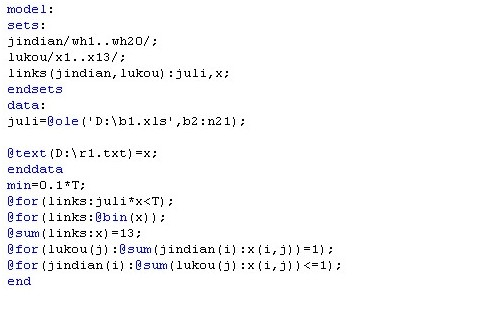 model:
sets:
jindian/wh1..wh20/;
lukou/x1..x13/;
links(jindian,lukou):juli,x;
endsets
data:
juli=@ole('D:\b1.xls',b2:n21);
@text(D:\r1.txt)=x;
enddata
min=0.1*T;
@for(links:juli*x<T);
@for(links:@bin(x));
@sum(links:x)=13;
@for(lukou(j):@sum(jindian(i):x(i,j))=1);
@for(jindian(i):@sum(lukou(j):x(i,j))<=1);
end